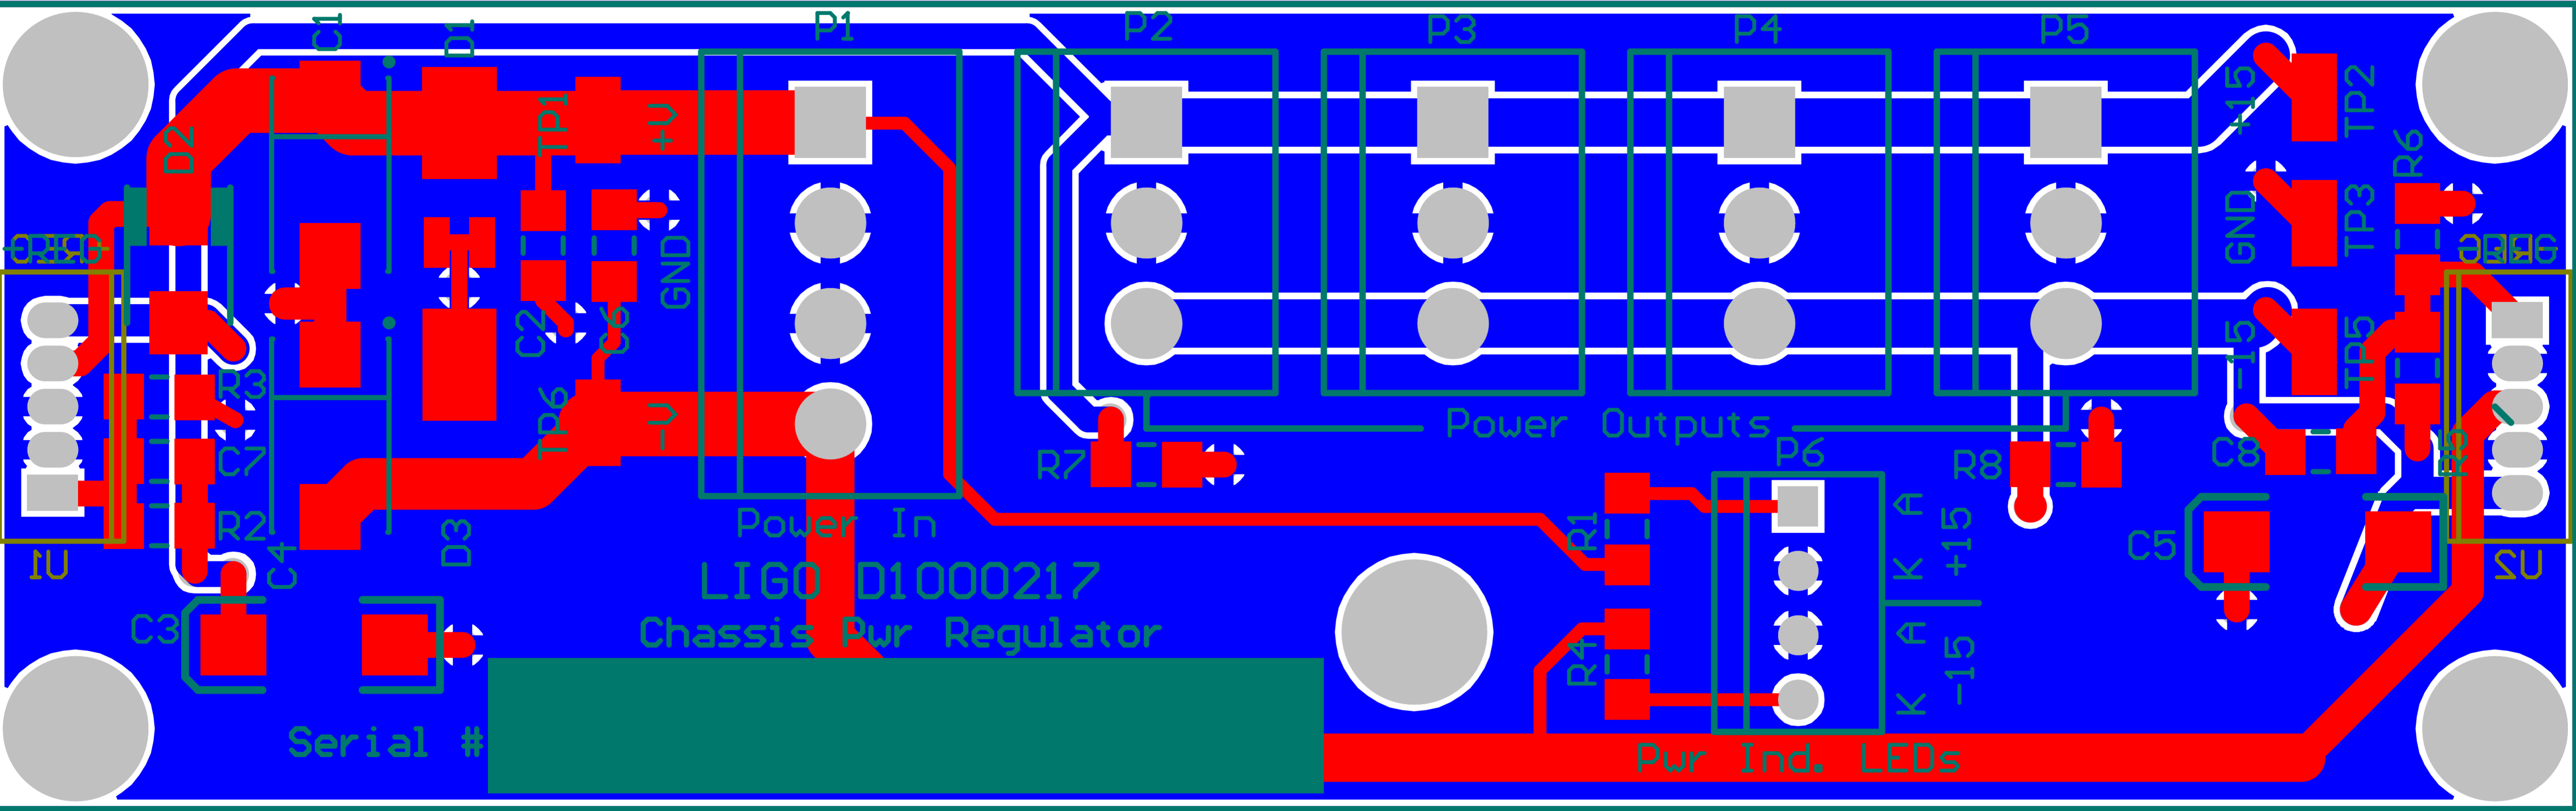 C1
D1
P1
P2
P3
P4
P5
D2
TP1
+V
+15
TP2
R6
GND
TP3
GND
C2
C6
-15
TP5
R3
TP6
-V
Power Outputs
C7
R7
P6
R8
C8
R5
R2
D3
Power In
R1
A
+15
C5
U1
C4
LIGO D1000217
K
U2
C3
Chassis Pwr Regulator
R4
A
-15
K
Serial #
Pwr Ind. LEDs